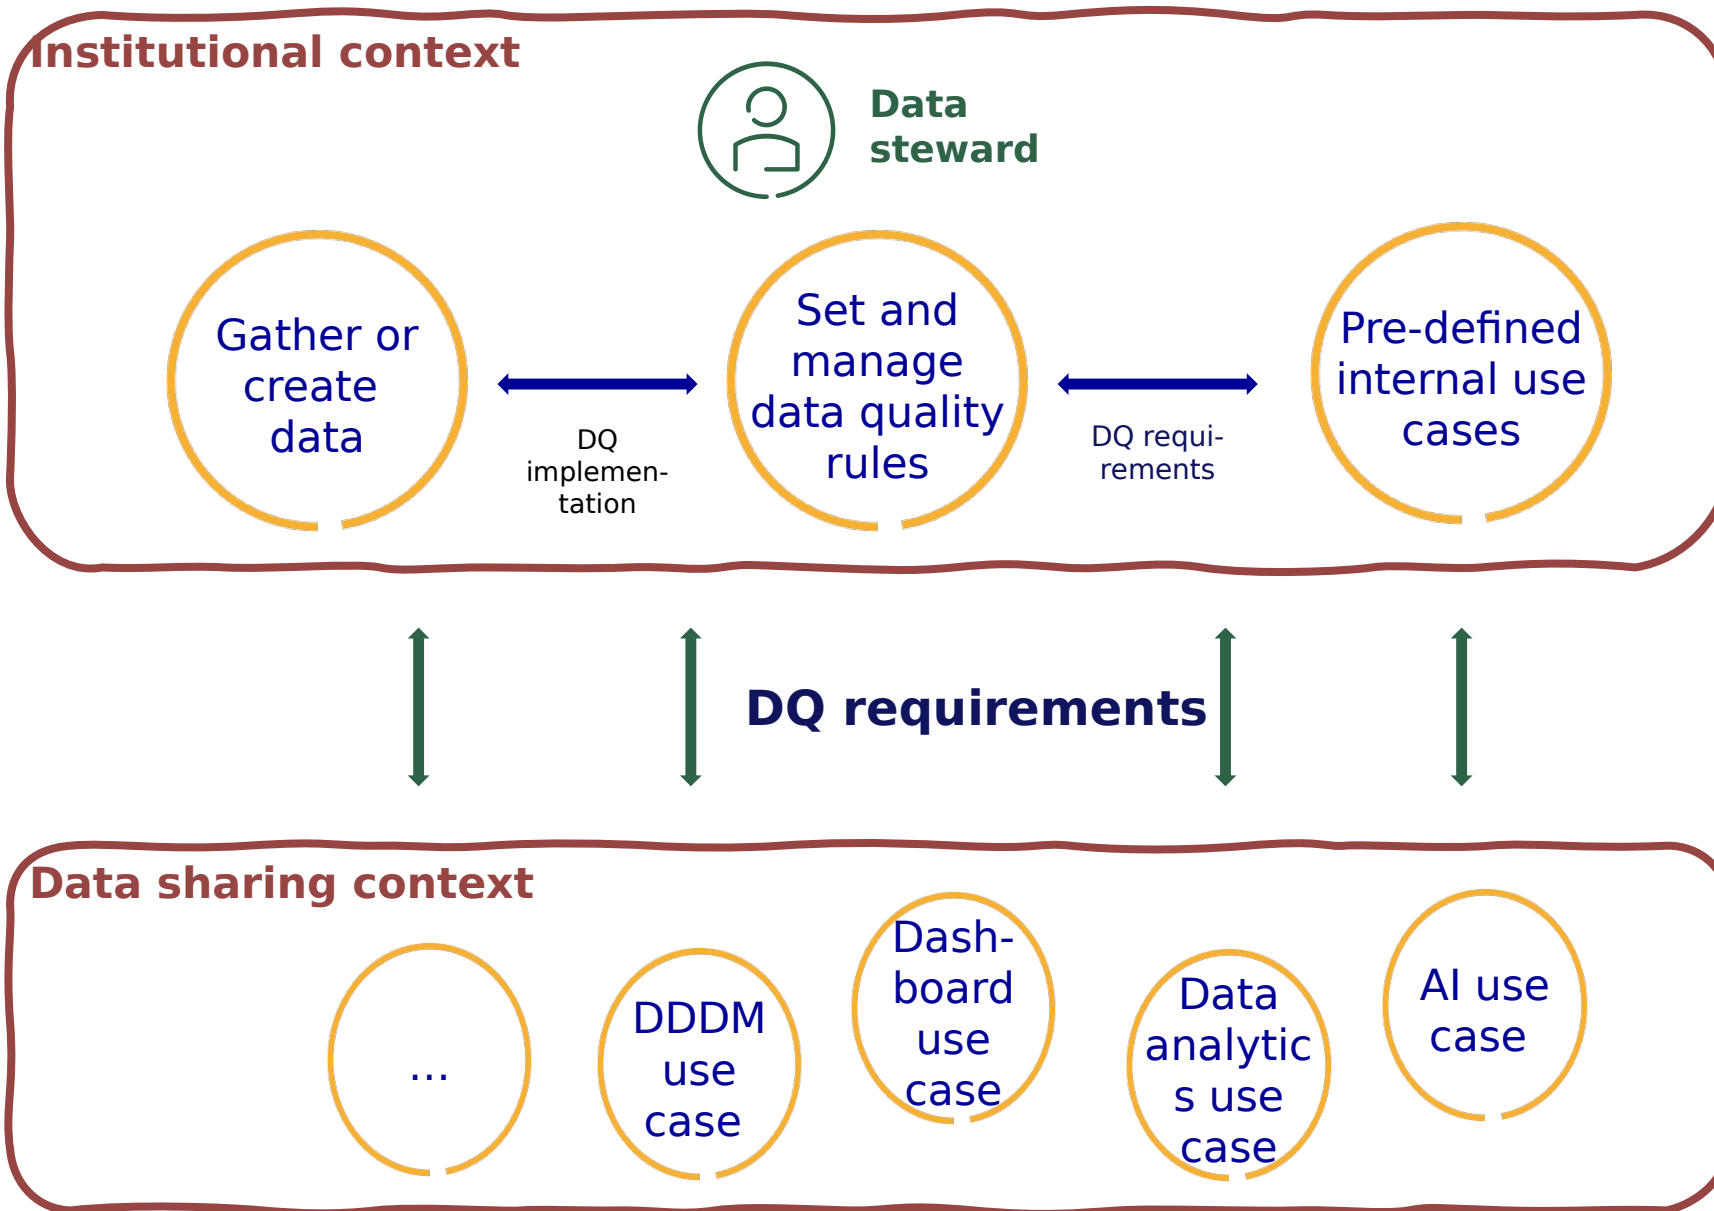 Institutional context
Data
steward
Gather or
create
data
DQ
implemen-
tation
Set and
manage
data quality
rules
DQ requi-
rements
Pre-defined
internal use
cases
DQ requirements
Data sharing context
...
DDDM
use
case
Dash-
board
use
case
Data
analytic
s use
case
AI use
case